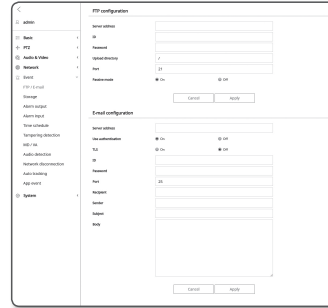 admin
Basic
PTZ
Audio & Video
Network
Event
FTP / E-mail
Storage
Alarm output
Alarm input
Time schedule
Tampering detection
MD / VA
Audio detection
Network disconnection
Auto tracking
App event
System
FTP configuration
Server address
ID
Password
Upload directory /
Port 21
Passive mode On Off
Cancel Apply
E-mail configuration
Server address
Use authentication On Off
TLS On Off
ID
Password
Port 25
Recipient
Sender
Subject
Body
Cancel Apply